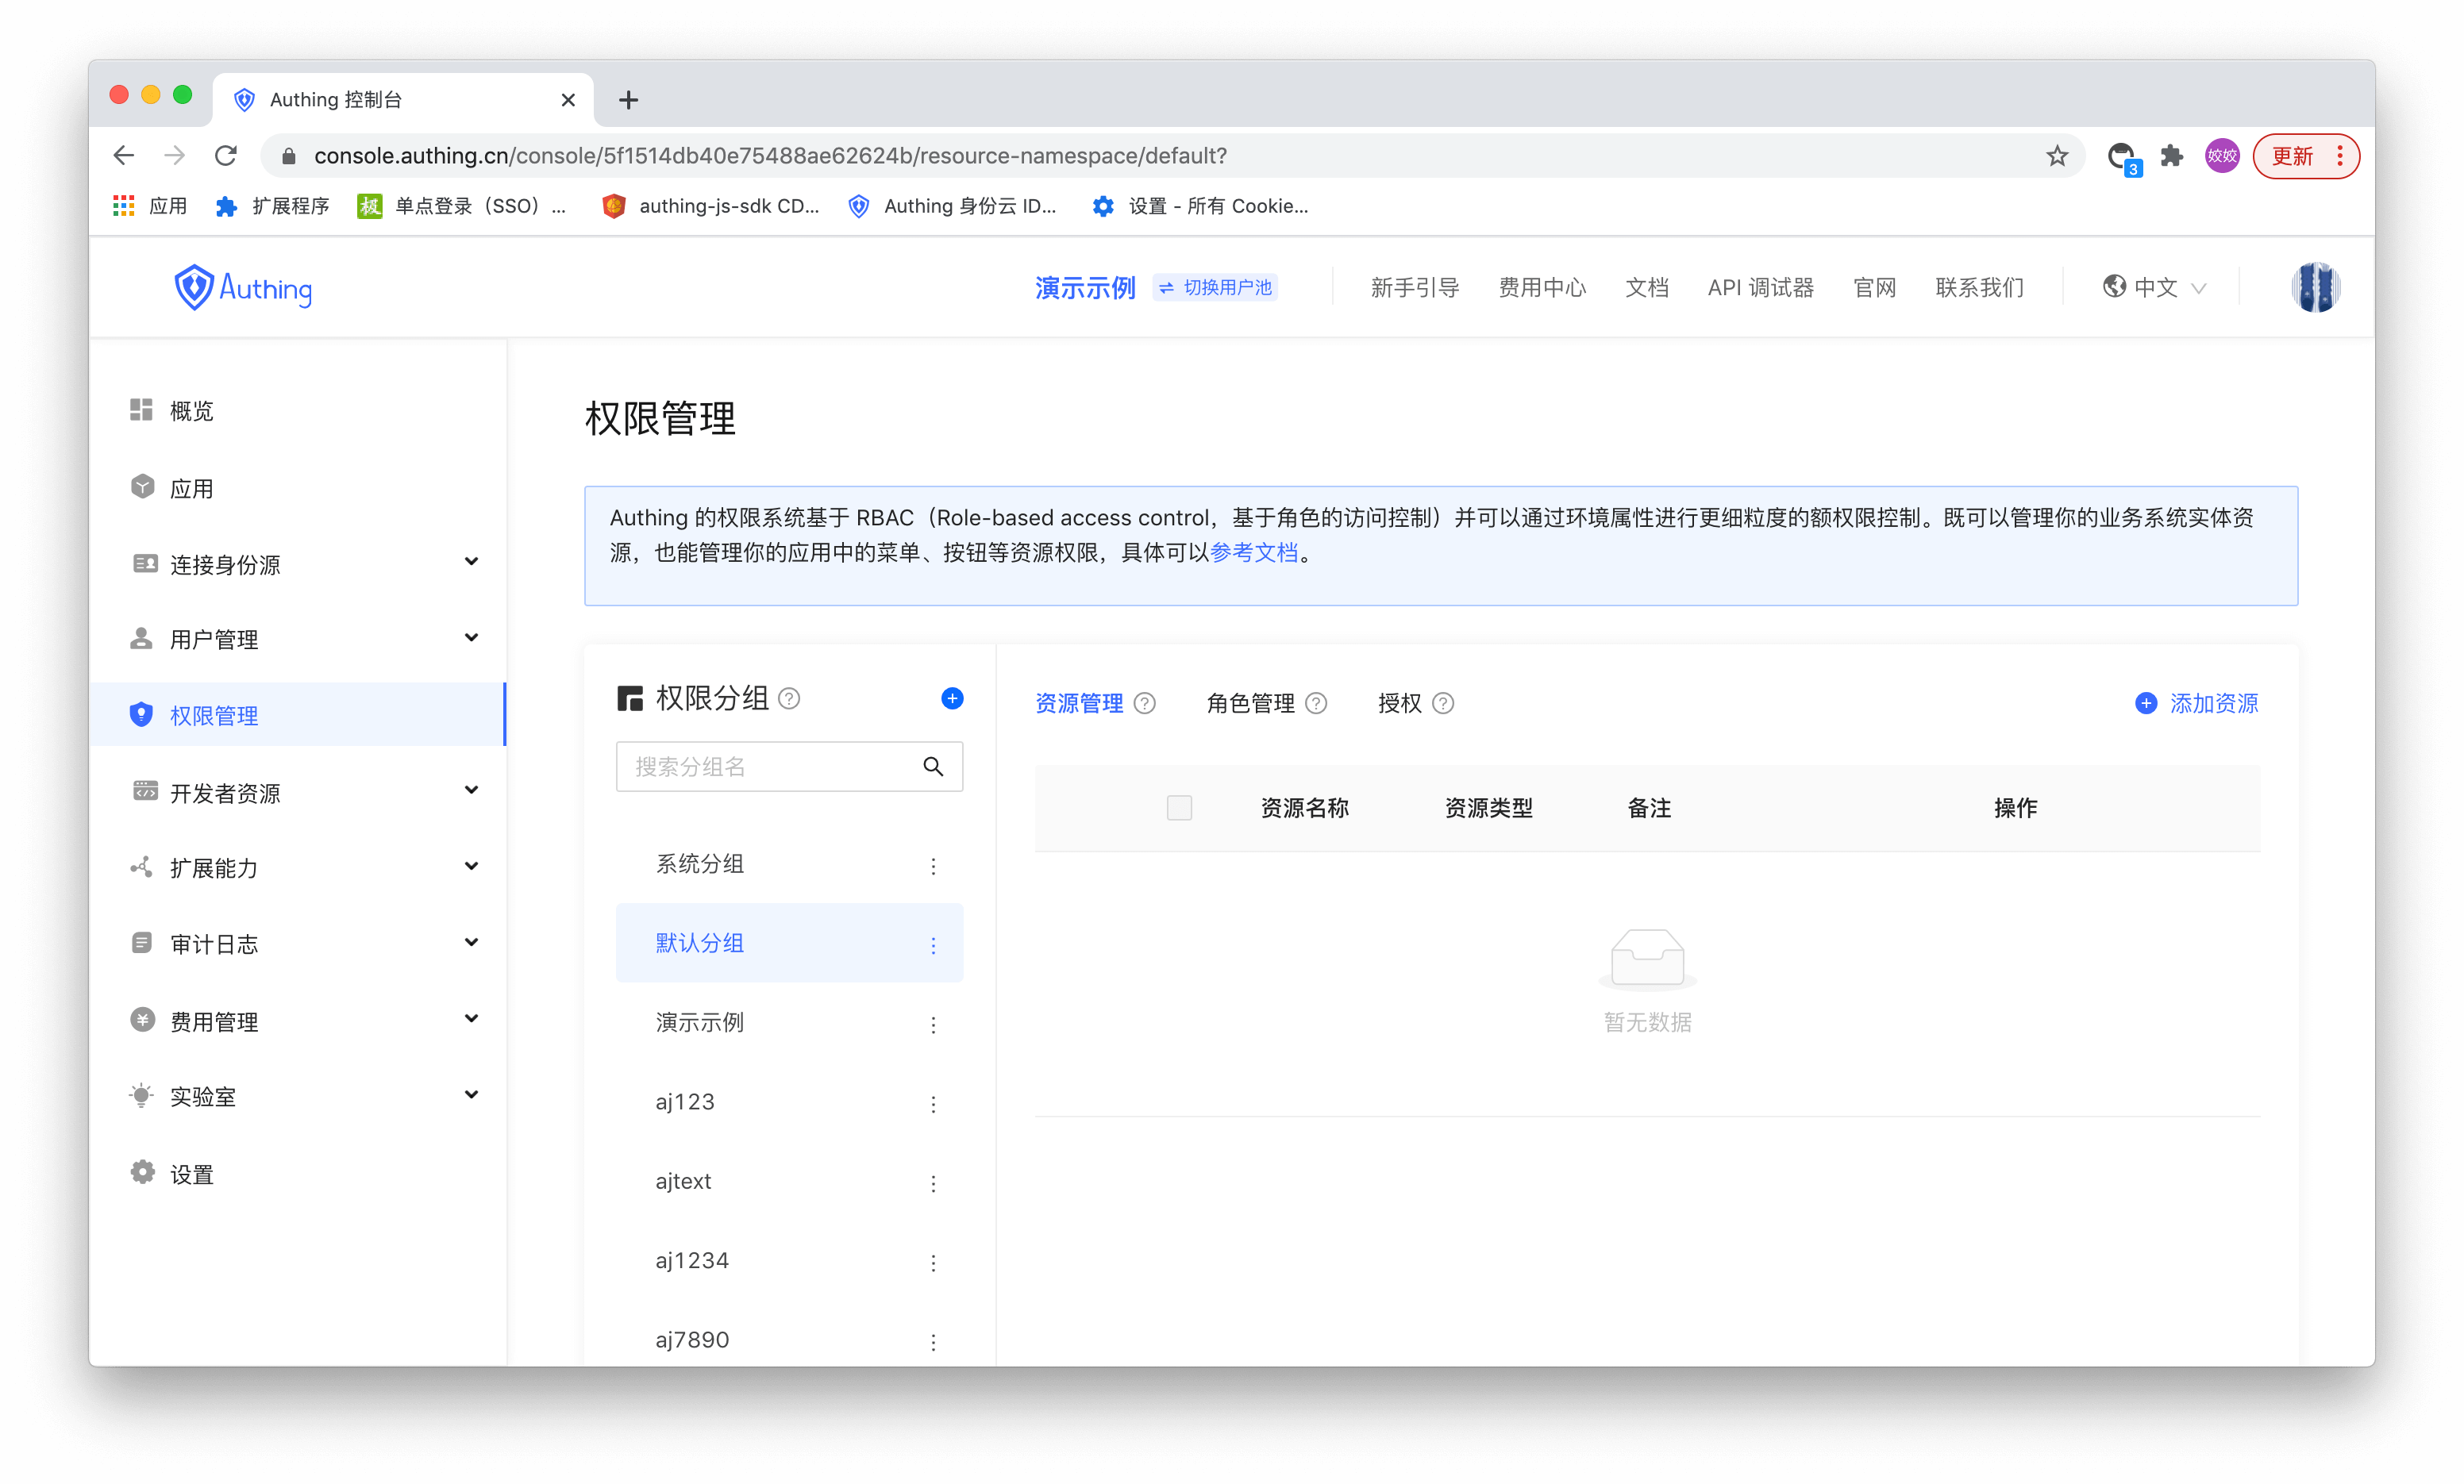 Authing 控制台
console.authing.cn/console/5f1514db40e75488ae62624b/resource-namespace/default?
3
姣姣
更新
应用
扩展程序
极
单点登录（SSO）...
authing-js-sdk CD...
Authing 身份云 ID...
设置 - 所有 Cookie...
Authing
演示示例
切换用户池
新手引导
费用中心
文档
API 调试器
官网
联系我们
中文
概览
应用
连接身份源
用户管理
权限管理
开发者资源
扩展能力
审计日志
费用管理
实验室
设置
权限管理
Authing 的权限系统基于 RBAC（Role-based access control，基于角色的访问控制）并可以通过环境属性进行更细粒度的额权限控制。既可以管理你的业务系统实体资
源，也能管理你的应用中的菜单、按钮等资源权限，具体可以参考文档。
权限分组
搜索分组名
系统分组
默认分组
演示示例
aj123
ajtext
aj1234
aj7890
资源管理
角色管理
授权
添加资源
资源名称
资源类型
备注
操作
暂无数据